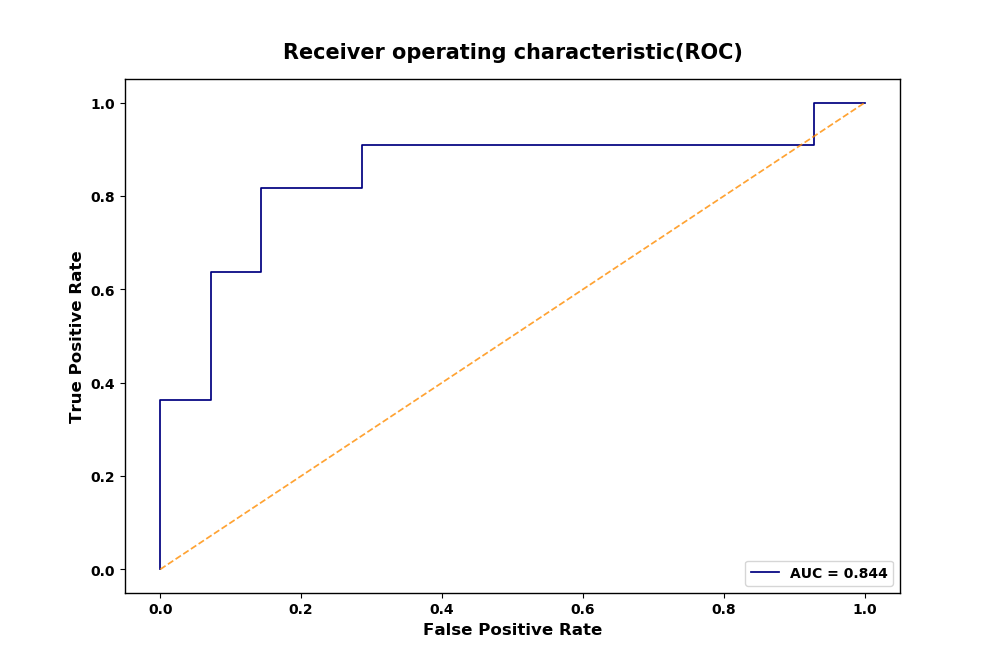 Receiver operating characteristic(ROC)
True Positive Rate
1.0
0.8
0.6
0.4
0.2
0.0
AUC = 0.844
0.0 0.2 0.4 0.6 0.8 1.0
False Positive Rate